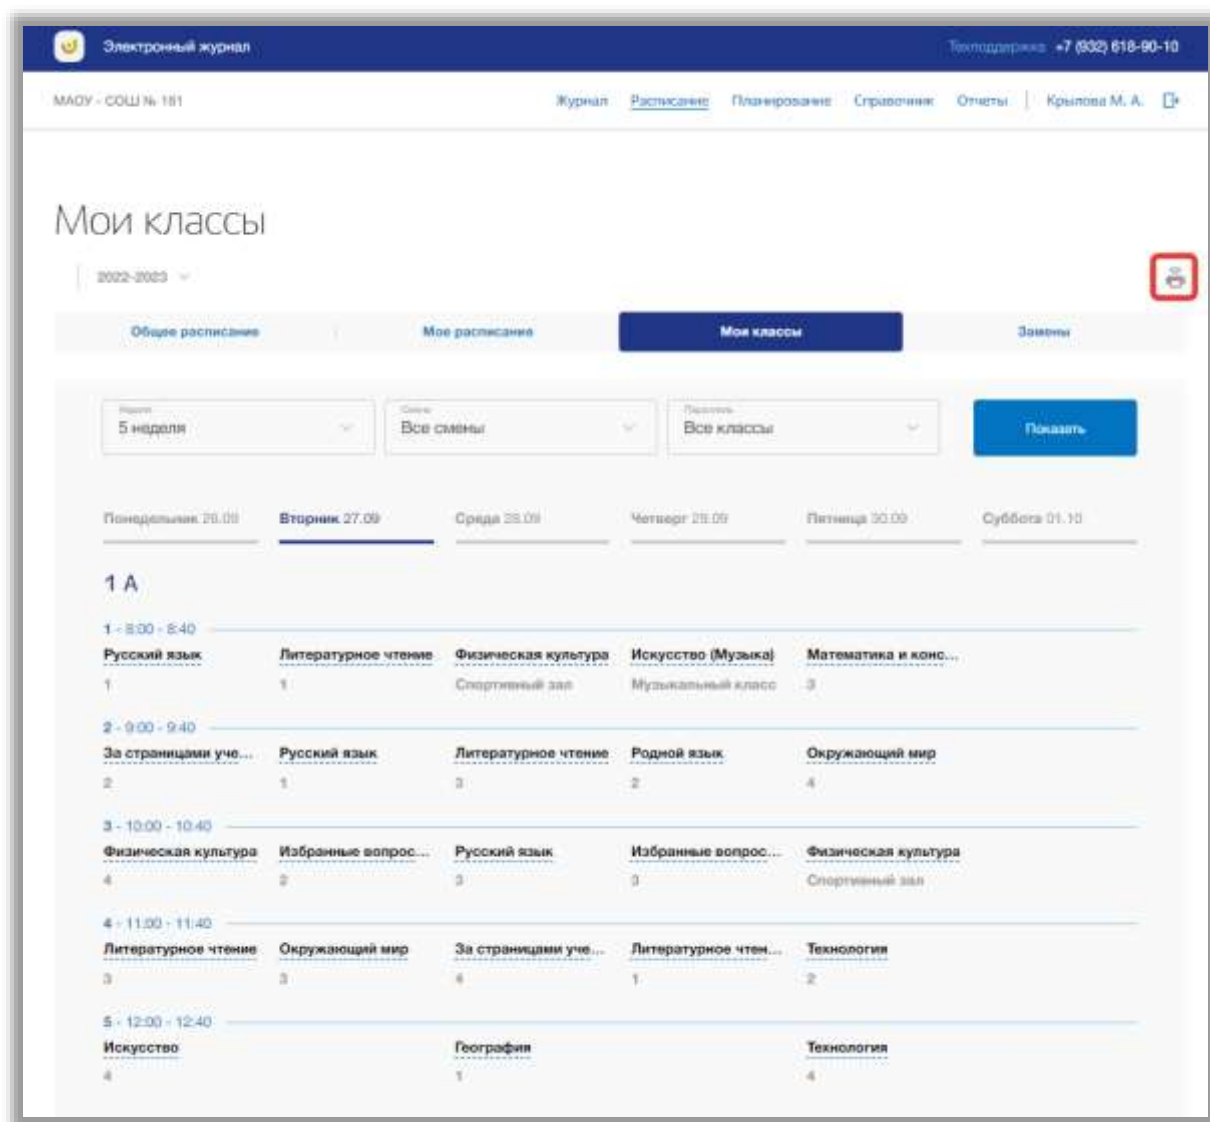 Электронный журнал Техподдержка +7 (932) 618-90-10
МАОУ - СОШ № 181 Журнал Расписание Планирование Справочник Отчеты Крылова М. А.
Мои классы
2022-2023
Общее расписание Мое расписание Мои классы Замены
Неделя Смены Параллель
5 неделя Все смены Все классы Показать
Понедельник 26.09 Вторник 27.09 Среда 28.09 Четверг 29.09 Пятница 30.09 Суббота 01.10
1 А
1 - 8:00 - 8:40
Русский язык Литературное чтение Физическая культура Искусство (Музыка) Математика и конс...
1 1 Спортивный зал Музыкальный класс 3
2 - 9:00 - 9:40
За страницами уче... Русский язык Литературное чтение Родной язык Окружающий мир
2 1 3 2 4
3 - 10:00 - 10:40
Физическая культура Избранные вопрос... Русский язык Избранные вопрос... Физическая культура
4 2 3 3 Спортивный зал
4 - 11:00 - 11:40
Литературное чтение Окружающий мир За страницами уче... Литературное чтен... Технология
3 3 4 1 2
5 - 12:00 - 12:40
Искусство География Технология
4 1 4